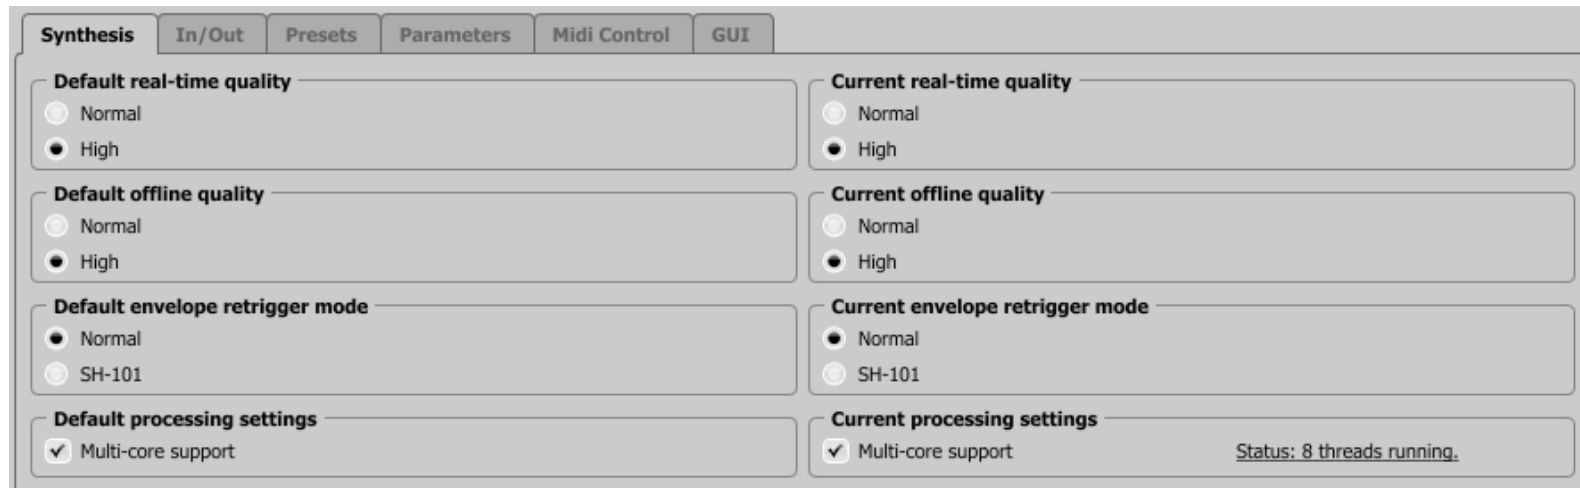 Synthesis In/Out Presets Parameters Midi Control GUI
Default real-time quality
Normal
High
Current real-time quality
Normal
High
Default offline quality
Normal
High
Current offline quality
Normal
High
Default envelope retrigger mode
Normal
SH-101
Current envelope retrigger mode
Normal
SH-101
Default processing settings
Multi-core support
Current processing settings
Multi-core support Status: 8 threads running.